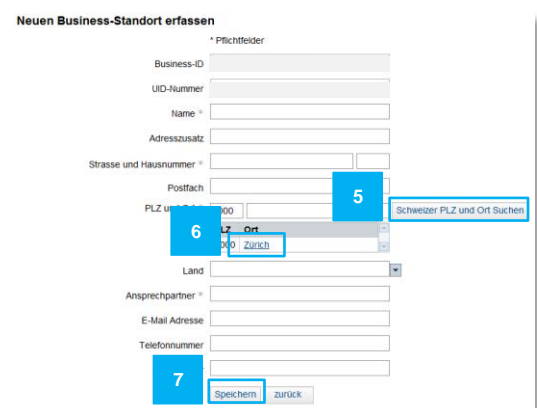 Neuen Business-Standort erfassen
* Pflichtfelder
Business-ID
UID-Nummer
Name *
Adresszusatz
Strasse und Hausnummer *
Postfach
5
PLZ
000
Schweizer PLZ und Ort Suchen
6
Ort
000 Zürich
Land
Ansprechpartner *
E-Mail Adresse
Telefonnummer
7
Speichern zurück